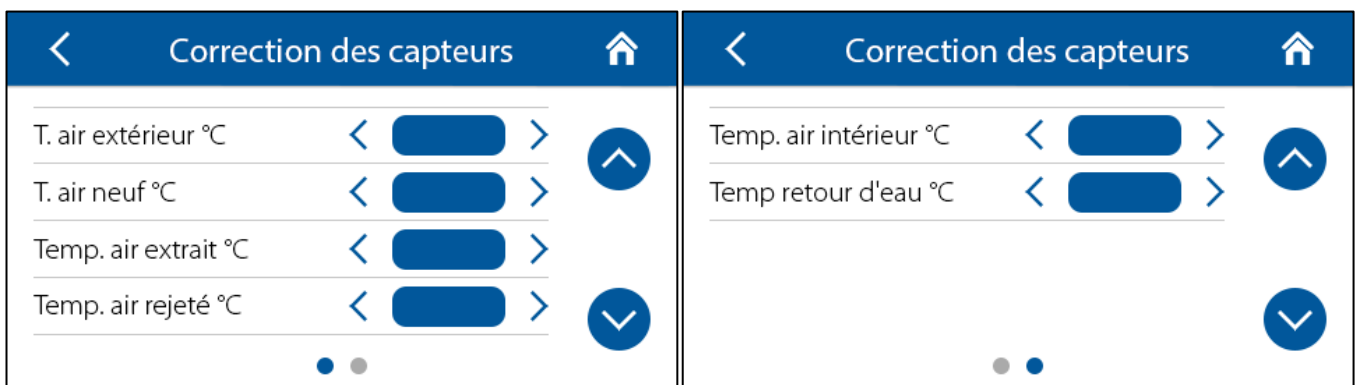 Correction des capteurs
T. air extérieur °C
T. air neuf °C
Temp. air extrait °C
Temp. air rejeté °C
Correction des capteurs
Temp. air intérieur °C
Temp retour d'eau °C